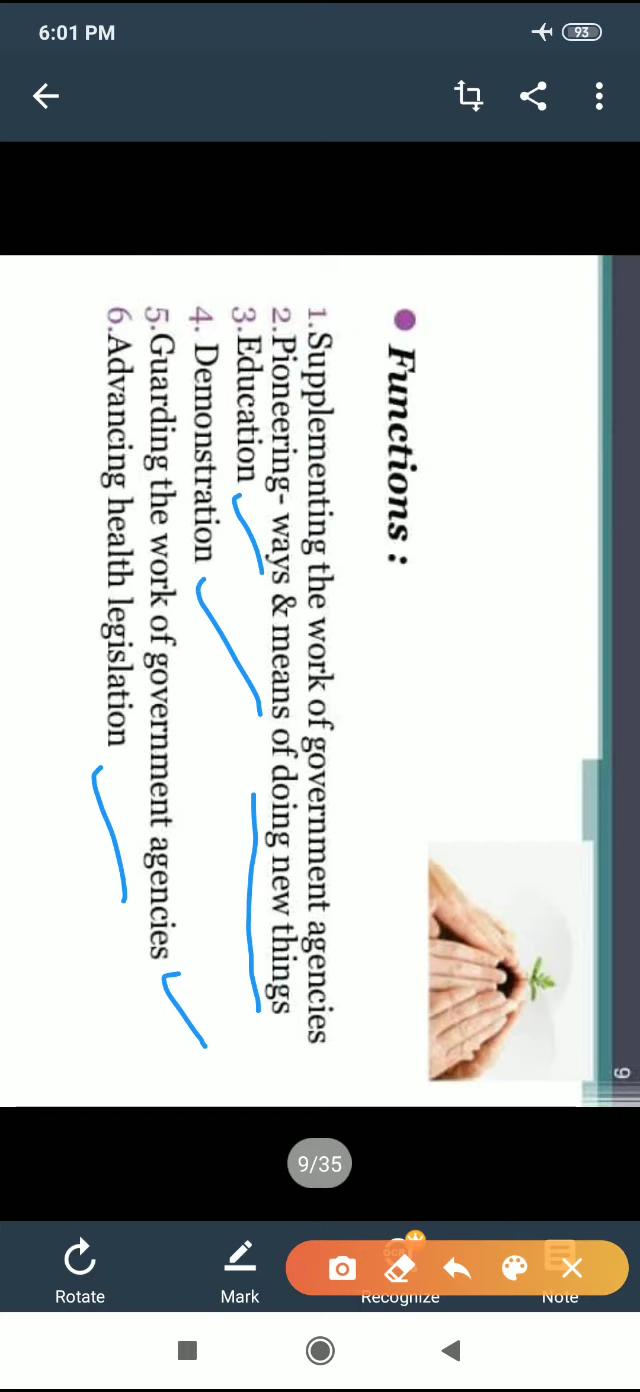 6:01 PM
93
6
Functions :
1.Supplementing the work of government agencies
2.Pioneering- ways & means of doing new things
3.Education
4. Demonstration
5.Guarding the work of government agencies
6.Advancing health legislation
9/35
Rotate
Mark
Recognize
Note